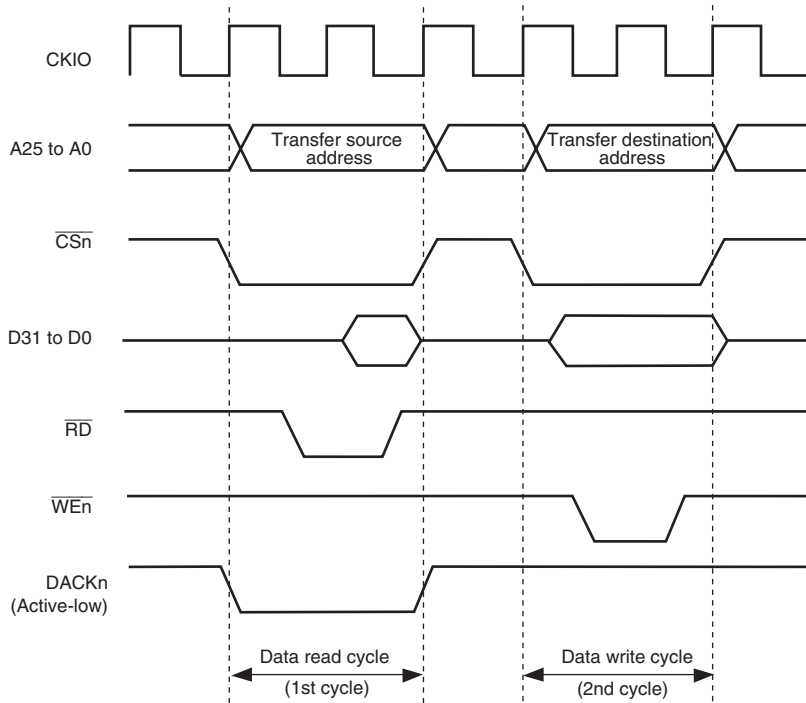 CKIO
A25 to A0
Transfer source
address
Transfer destination
address
CSn
D31 to D0
RD
WEn
DACKn
(Active-low)
Data read cycle
(1st cycle)
Data write cycle
(2nd cycle)